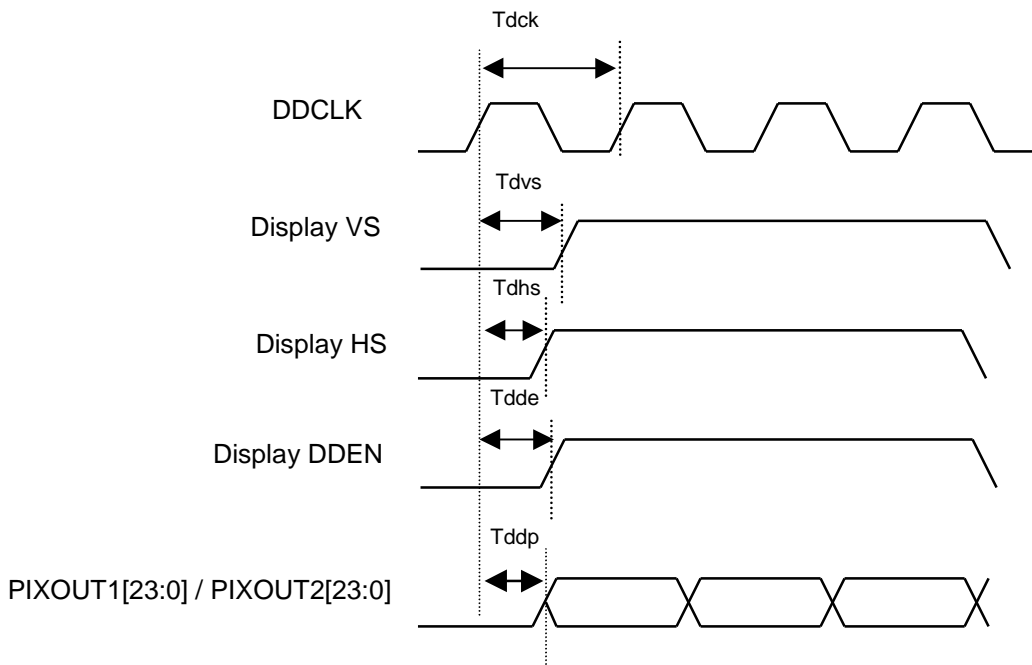 Tdck
DDCLK
Tdvs
Display VS
Tdhs
Display HS
Tdde
Display DDEN
Tddp
PIXOUT1[23:0] / PIXOUT2[23:0]